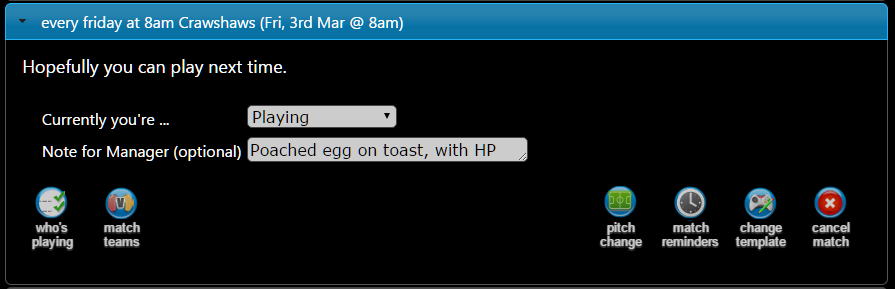 every friday at 8am Crawshaws (Fri, 3rd Mar @ 8am)
Hopefully you can play next time.
Currently you're ... Playing
Note for Manager (optional) Poached egg on toast, with HP
who's playing
match teams
pitch change
match reminders
change template
cancel match